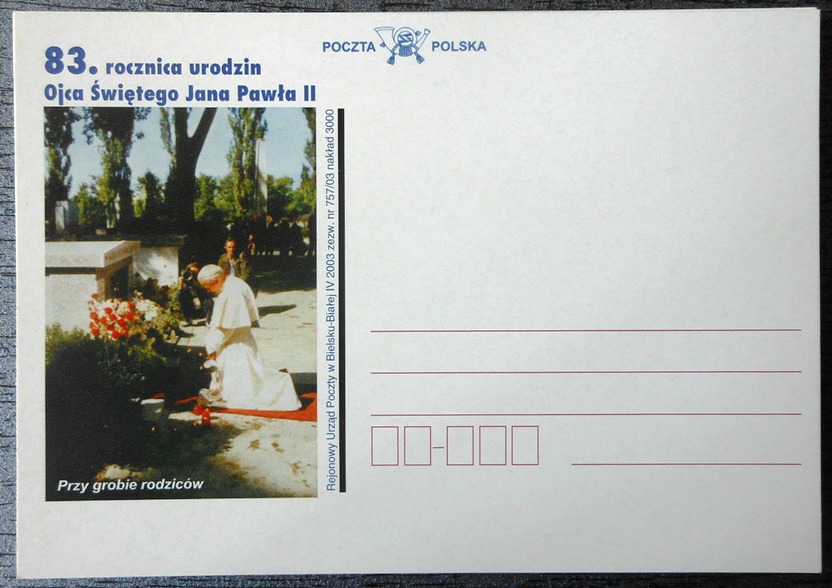 83. rocznica urodzin
Ojca Świętego Jana Pawła II
POCZTA POLSKA
Rejonowy Urząd Poczty w Bielsku-Białej IV 2003 zezw. nr 757/03 nakład 3000
Przy grobie rodziców